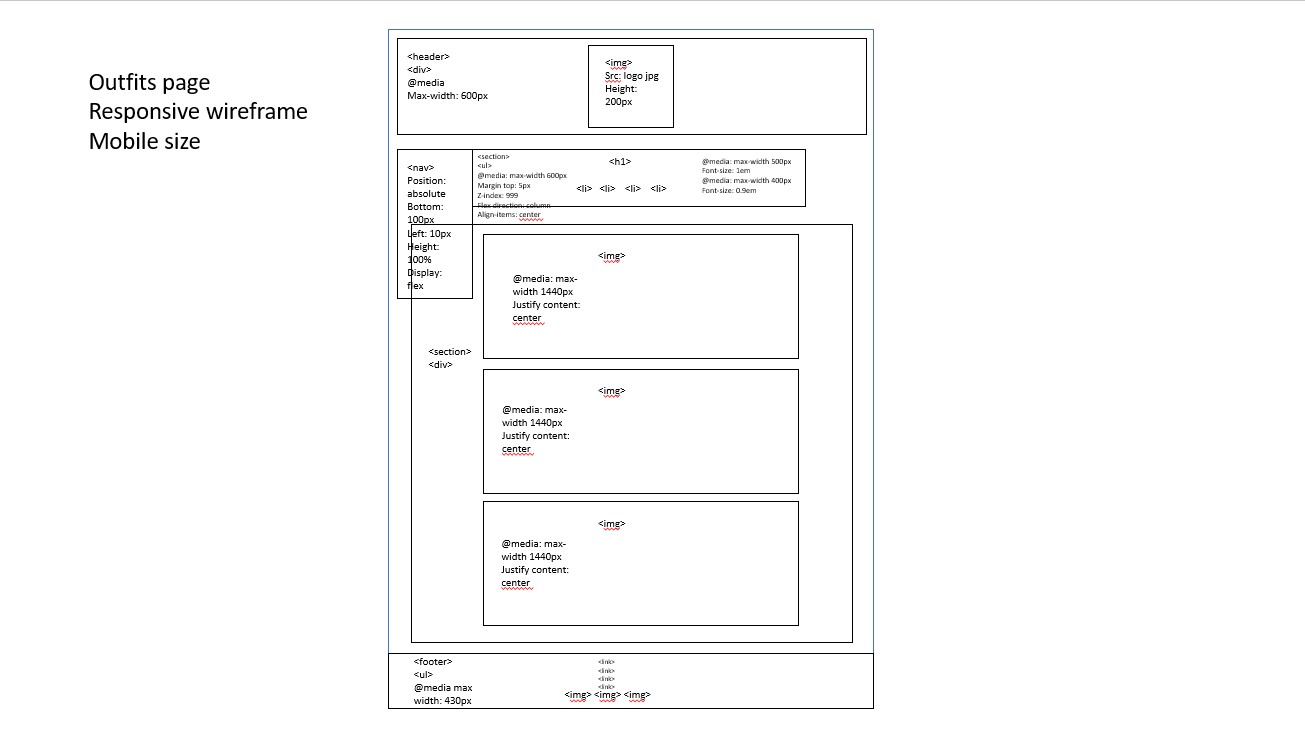 Outfits page
Responsive wireframe
Mobile size
<header>
<div>
@media
Max-width: 600px
<img>
Src: logo jpg
Height:
200px
<nav>
Position:
absolute
Bottom:
100px
Left: 10px
Height:
100%
Display:
flex
<section>
<ul>
@media: max-width 600px
Margin top: 5px
Z-index: 999
Flex direction: column
Align-items: center
<h1>
<li> <li> <li> <li>
@media: max-width 500px
Font-size: 1em
@media: max-width 400px
Font-size: 0.9em
<section>
<div>
<img>
@media: max-
width 1440px
Justify content:
center
<img>
@media: max-
width 1440px
Justify content:
center
<img>
@media: max-
width 1440px
Justify content:
center
<footer>
<ul>
@media max
width: 430px
<link>
<link>
<link>
<link>
<img> <img> <img>